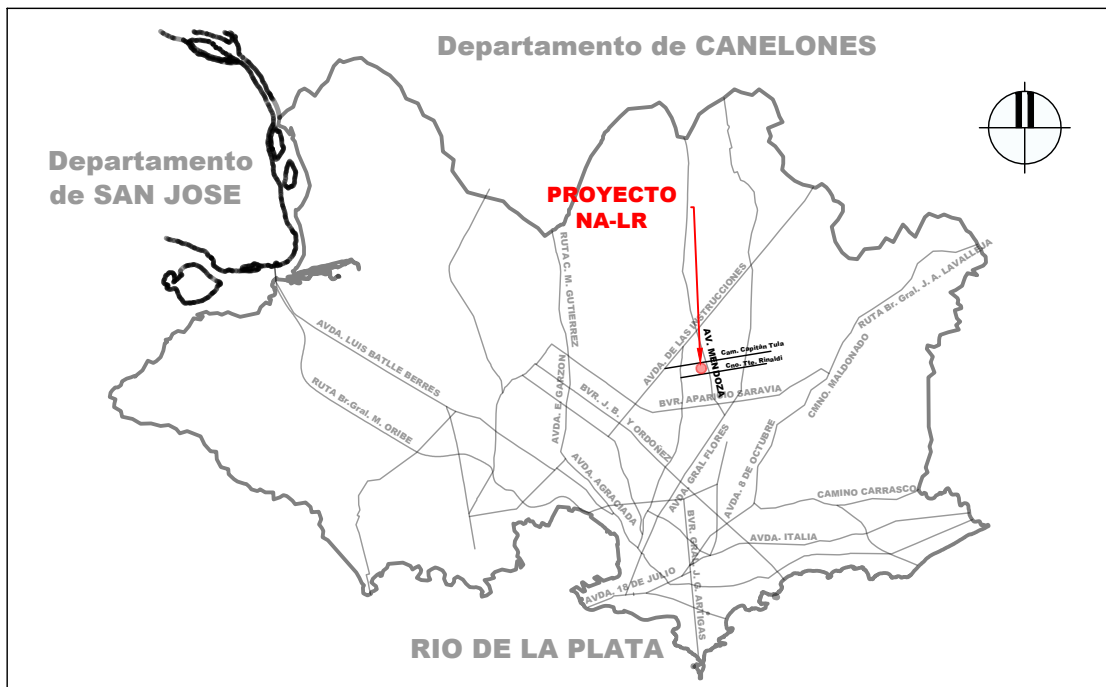 Departamento de CANELONES
Departamento
de SAN JOSE
PROYECTO
NA-LR
RUTA C. M. GUTIERREZ
AVDA. DE LAS INSTRUCCIONES
RUTA Br. Gral. J. A. LAVALLEJA
AV. MENDOZA
Cam. Capitán Tula
Cno. Tte. Rinaldi
AVDA. LUIS BATLLE BERRES
RUTA Br.Gral. M. ORIBE
AVDA. E. GARZON
BVR. J. B. Y ORDOÑEZ
BVR. APARICIO SARAVIA
CMNO. MALDONADO
AVDA. AGRACIADA
AVDA. GRAL FLORES
AVDA. 8 DE OCTUBRE
CAMINO CARRASCO
AVDA. ITALIA
AVDA. 18 DE JULIO
BVR. GRAL. J. G. ARTIGAS
RIO DE LA PLATA